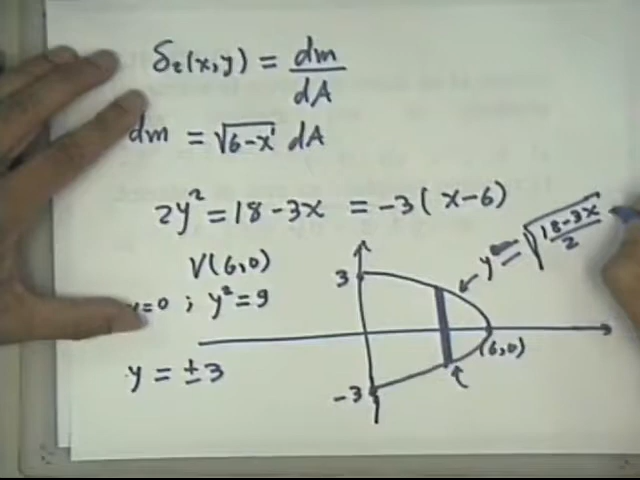 δ₂(x,y) = dm/dA
dm = √(6-x) dA
2y² = 18-3x = -3(x-6)
V(6,0)
=0 ; y² = 9
y = ±3
3
-3
(6,0)
y = √((18-3x)/2)